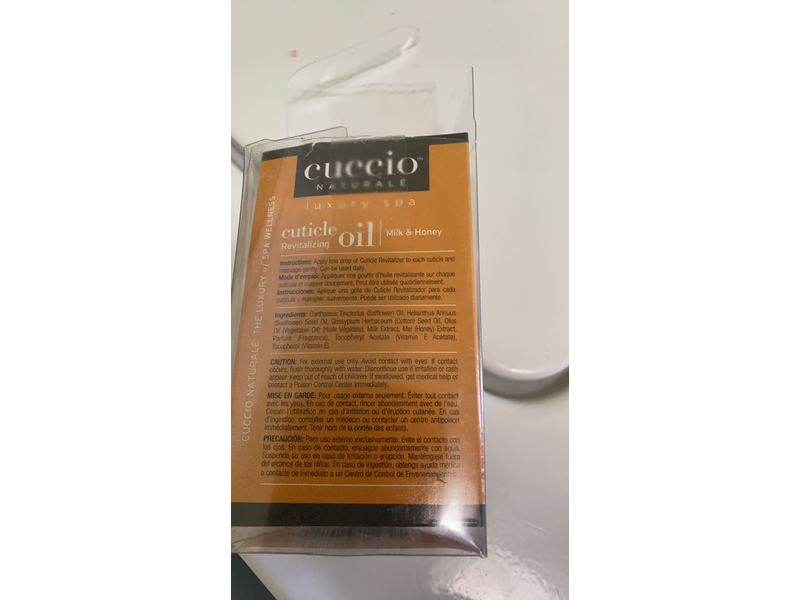 cuccio™
NATURALĒ
luxury spa
cuticle
Revitalizing
oil
Milk & Honey
Instructions: Apply one drop of Cuticle Revitalizer to each cuticle and
massage gently. Can be used daily.
Mode d'emploi: Appliquer une goutte d'huile revitalisante sur chaque
cuticule et masser doucement. Peut être utilisée quotidiennement.
Instrucciones: Aplique una gota de Cuticle Revitalizador para cada
cutícula y masajear suavemente. Puede ser utilizado diariamente.
Ingredients: Carthamus Tinctorius (Safflower) Oil, Helianthus Annuus
(Sunflower) Seed Oil, Gossypium Herbaceum (Cotton) Seed Oil, Olus
Oil (Vegetable Oil) (Huile Végétale), Milk Extract, Mel (Honey) Extract,
Parfum (Fragrance), Tocopheryl Acetate (Vitamin E Acetate),
Tocopherol (Vitamin E)
CAUTION: For external use only. Avoid contact with eyes. If contact
occurs, flush thoroughly with water. Discontinue use if irritation or rash
appear. Keep out of reach of children. If swallowed, get medical help or
contact a Poison Control Center immediately.
MISE EN GARDE: Pour usage externe seulement. Éviter tout contact
avec les yeux. En cas de contact, rincer abondamment avec de l'eau.
Cesser l'utilisation en cas d'irritation ou d'éruption cutanée. En cas
d'ingestion, consulter un médecin ou contacter un centre antipoison
immédiatement. Tenir hors de la portée des enfants.
PRECAUCIÓN: Para uso externo exclusivamente. Evite el contacto con
los ojos. En caso de contacto, enjuague abundantemente con agua.
Suspenda su uso en caso de irritación o erupción. Manténgase fuera
del alcance de los niños. En caso de ingestión, obtenga ayuda médica
o contacte de inmediato a un Centro de Control de Envenenamientos.
CUCCIO NATURALĒ. THE LUXURY of SPA WELLNESS